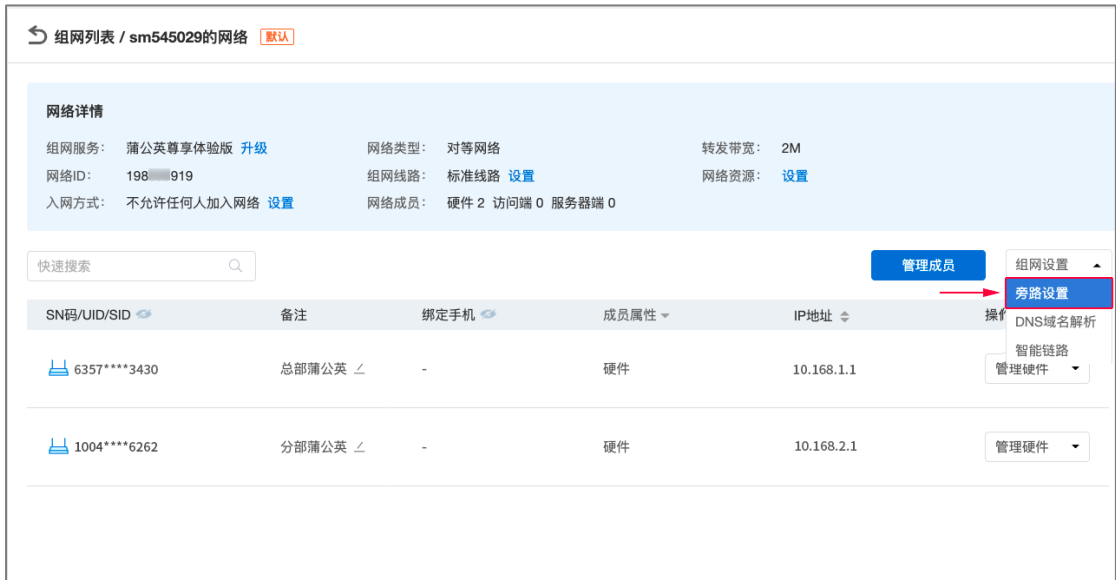 组网列表 / sm545029的网络 默认
网络详情
组网服务： 蒲公英尊享体验版 升级 网络类型： 对等网络 转发带宽： 2M
网络ID： 198 919 组网线路： 标准线路 设置 网络资源： 设置
入网方式： 不允许任何人加入网络 设置 网络成员： 硬件 2 访问端 0 服务器端 0
快速搜索 管理成员 组网设置
旁路设置
DNS域名解析
智能链路
SN码/UID/SID 备注 绑定手机 成员属性 IP地址
6357****3430 总部蒲公英 - 硬件 10.168.1.1 管理硬件
1004****6262 分部蒲公英 - 硬件 10.168.2.1 管理硬件